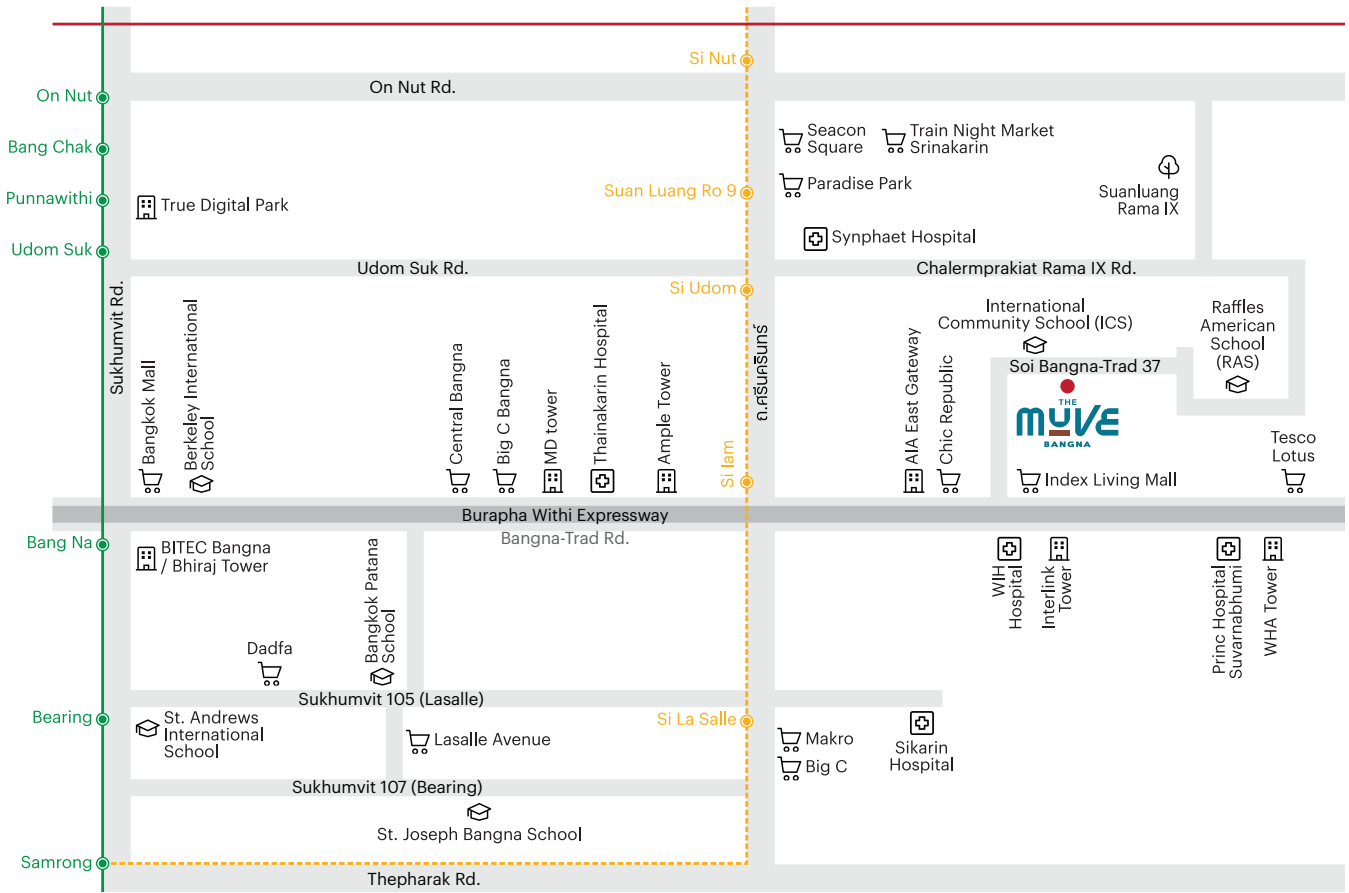 Si Nut
On Nut Rd.
On Nut
Bang Chak
Punnawithi
Udom Suk
True Digital Park
Suan Luang Ro 9
Seacon
Square
Train Night Market
Srinakarin
Paradise Park
Suanluang
Rama IX
Synphaet Hospital
Udom Suk Rd.
Chalermprakiat Rama IX Rd.
Si Udom
Sukhumvit Rd.
ถ.ศรีนครินทร์
Bangkok Mall
Berkeley International
School
Central Bangna
Big C Bangna
MD tower
Thainakarin Hospital
Ample Tower
Si Iam
AIA East Gateway
Chic Republic
International
Community School (ICS)
Raffles
American
School
(RAS)
Soi Bangna-Trad 37
THE
MUVE
BANGNA
Index Living Mall
Tesco
Lotus
Burapha Withi Expressway
Bangna-Trad Rd.
Bang Na
BITEC Bangna
/ Bhiraj Tower
Bangkok Patana
School
Dadfa
WIH
Hospital
Interlink
Tower
Princ Hospital
Suvarnabhumi
WHA Tower
Sukhumvit 105 (Lasalle)
Bearing
St. Andrews
International
School
Lasalle Avenue
Si La Salle
Makro
Big C
Sikarin
Hospital
Sukhumvit 107 (Bearing)
St. Joseph Bangna School
Samrong
Thepharak Rd.